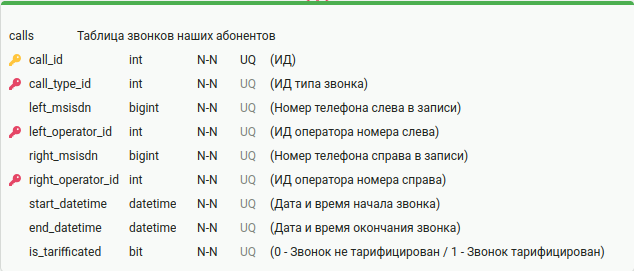 calls Таблица звонков наших абонентов
call_id int N-N UQ (ИД)
call_type_id int N-N UQ (ИД типа звонка)
left_msisdn bigint N-N UQ (Номер телефона слева в записи)
left_operator_id int N-N UQ (ИД оператора номера слева)
right_msisdn bigint N-N UQ (Номер телефона справа в записи)
right_operator_id int N-N UQ (ИД оператора номера справа)
start_datetime datetime N-N UQ (Дата и время начала звонка)
end_datetime datetime N-N UQ (Дата и время окончания звонка)
is_tarifficated bit N-N UQ (0 - Звонок не тарифицирован / 1 - Звонок тарифицирован)